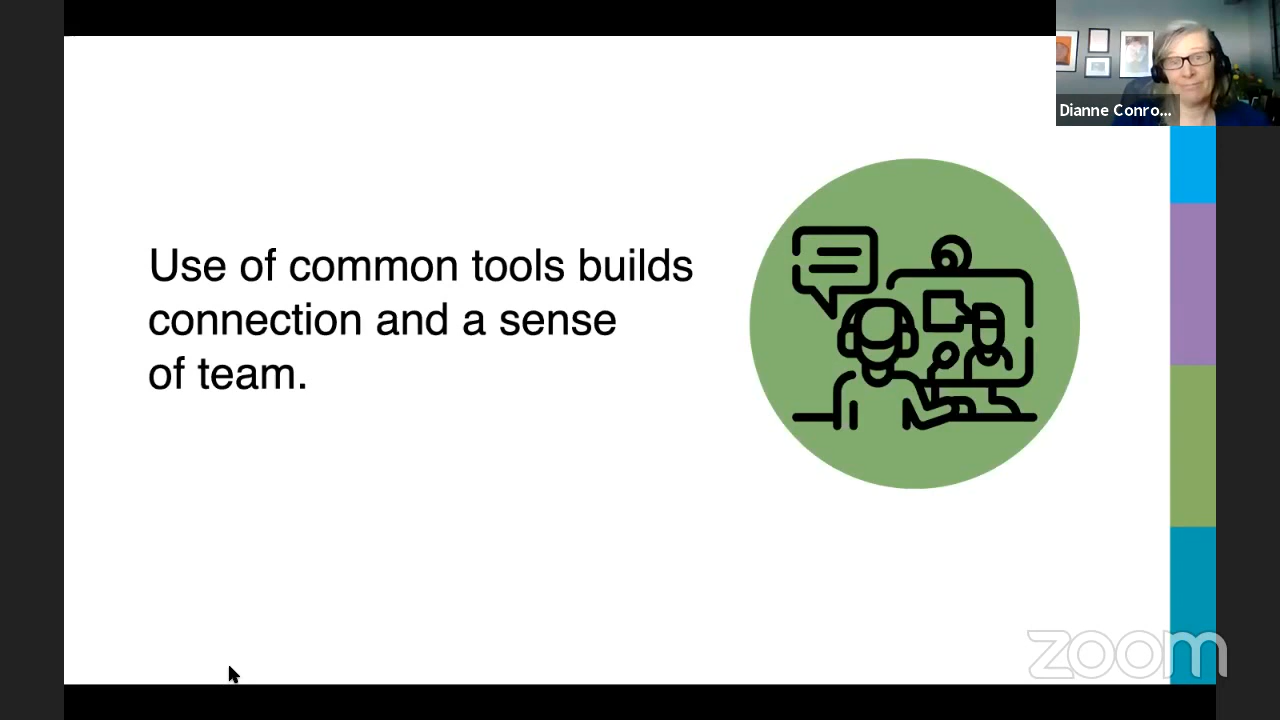 Dianne Conro...
Use of common tools builds
connection and a sense
of team.
zoom